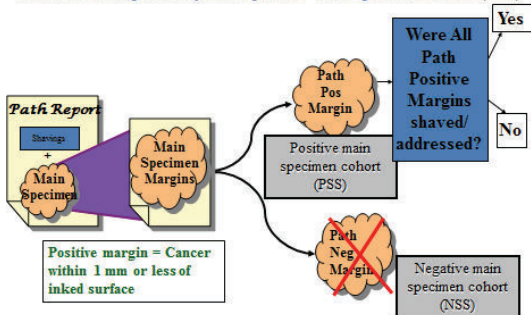 Path Report
Shavings
+
Main
Specimen
Main
Specimen
Margins
Positive margin = Cancer
within 1 mm or less of
inked surface
Path
Pos
Margin
Positive main
specimen cohort
(PSS)
Were All
Path
Positive
Margins
shaved/
addressed?
Yes
No
Path
Neg
Margin
Negative main
specimen cohort
(NSS)